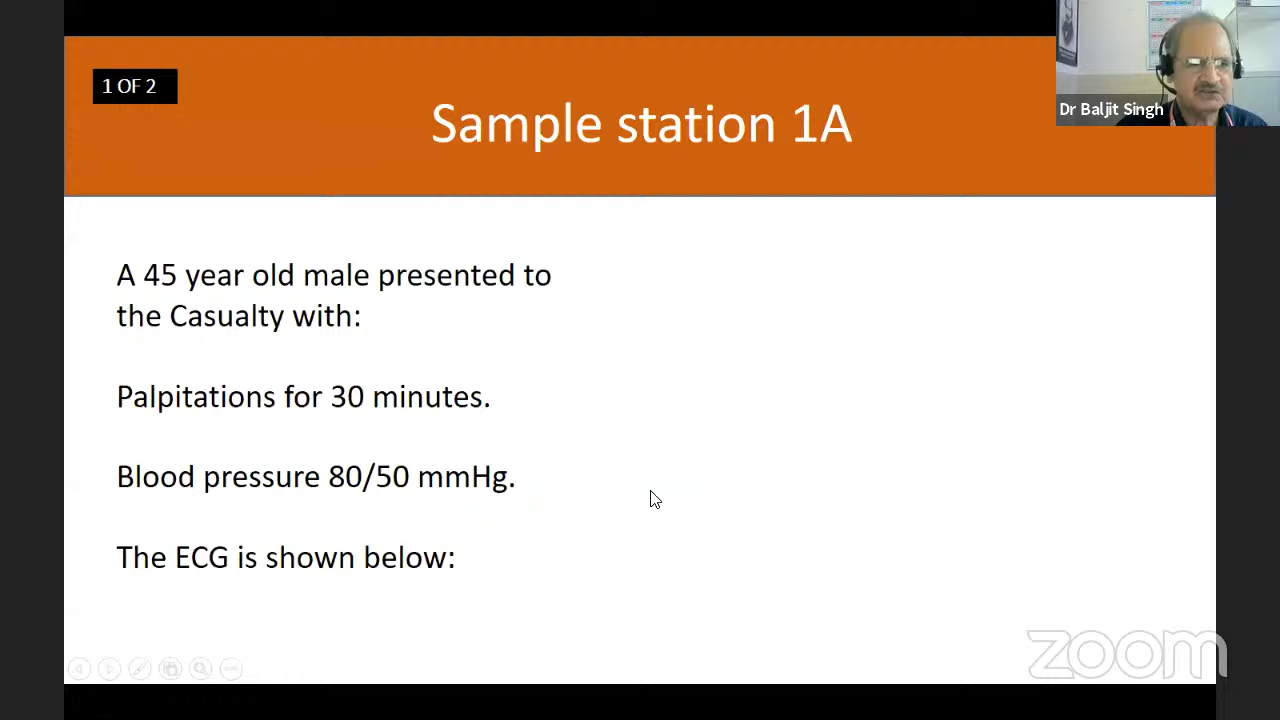 1 OF 2
Sample station 1A
Dr Baljit Singh
A 45 year old male presented to
the Casualty with:
Palpitations for 30 minutes.
Blood pressure 80/50 mmHg.
The ECG is shown below:
zoom